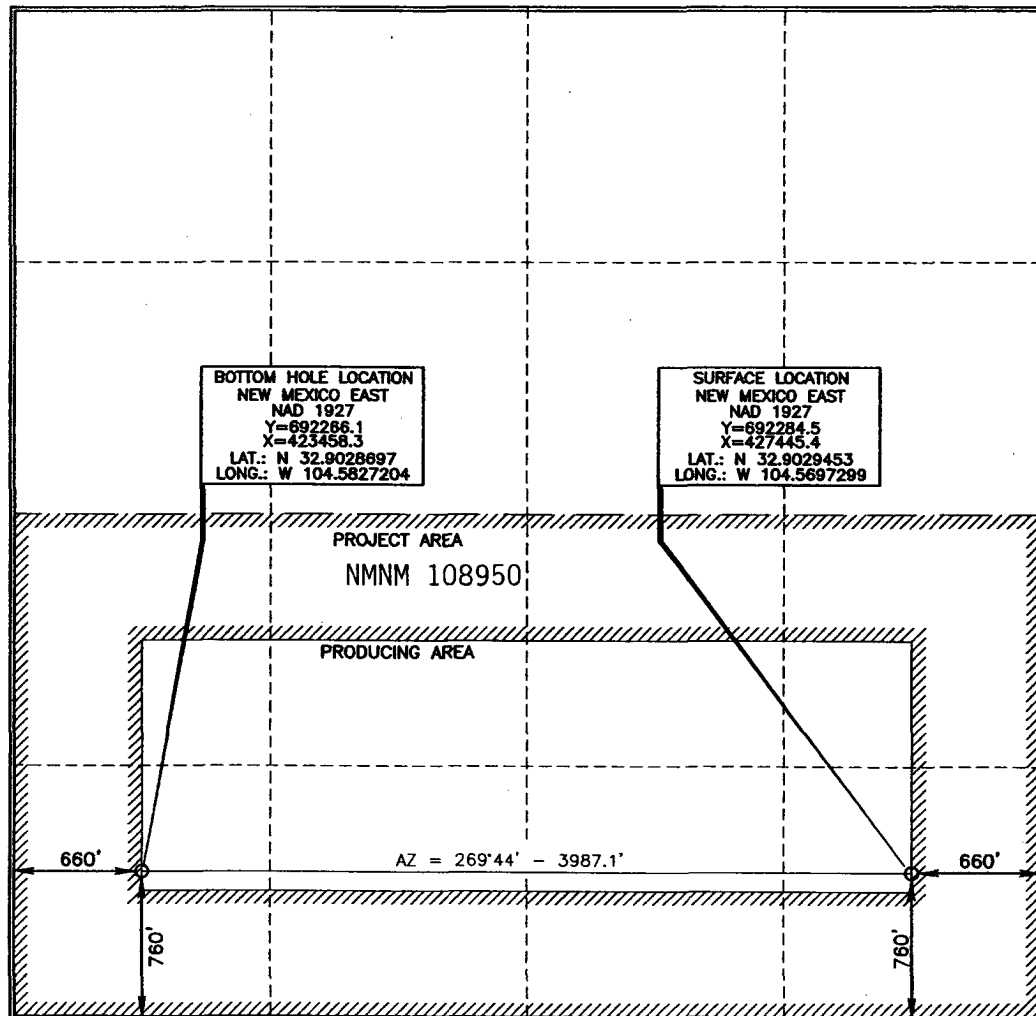 BOTTOM HOLE LOCATION
NEW MEXICO EAST
NAD 1927
Y=692266.1
X=423458.3
LAT.: N 32.9028697
LONG.: W 104.5827204
SURFACE LOCATION
NEW MEXICO EAST
NAD 1927
Y=692284.5
X=427445.4
LAT.: N 32.9029453
LONG.: W 104.5697299
PROJECT AREA
NMNM 108950
PRODUCING AREA
660'
AZ = 269°44' - 3987.1'
660'
760'
760'